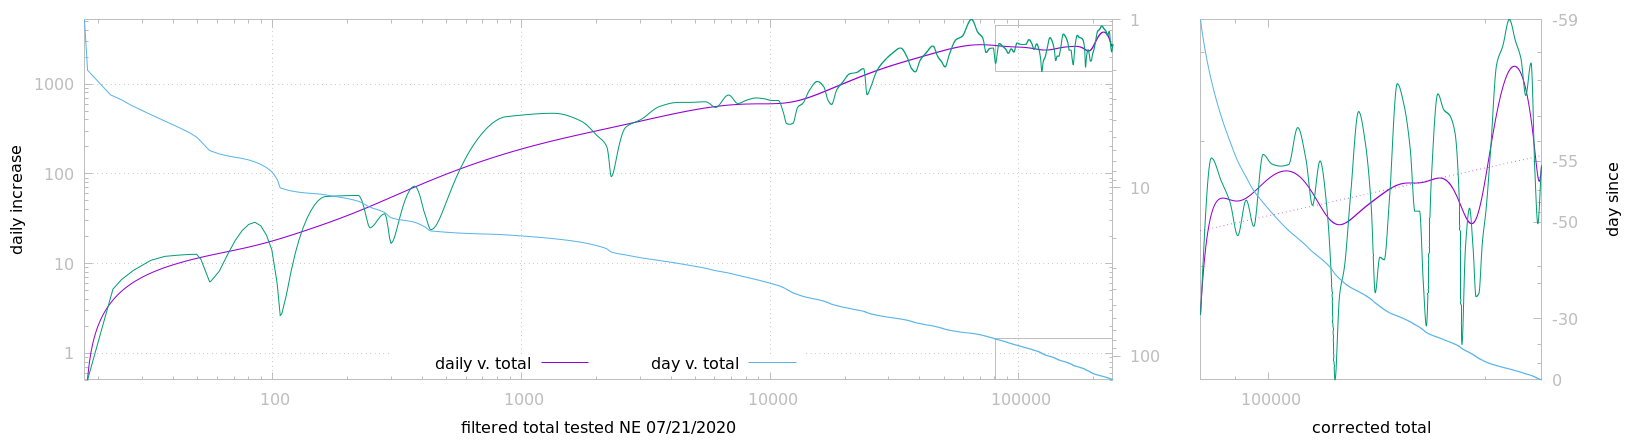 daily increase
1000
100
10
1
100
1000
10000
100000
1
10
100
daily v. total
day v. total
filtered total tested NE 07/21/2020
-59
-55
-50
-30
0
day since
100000
corrected total